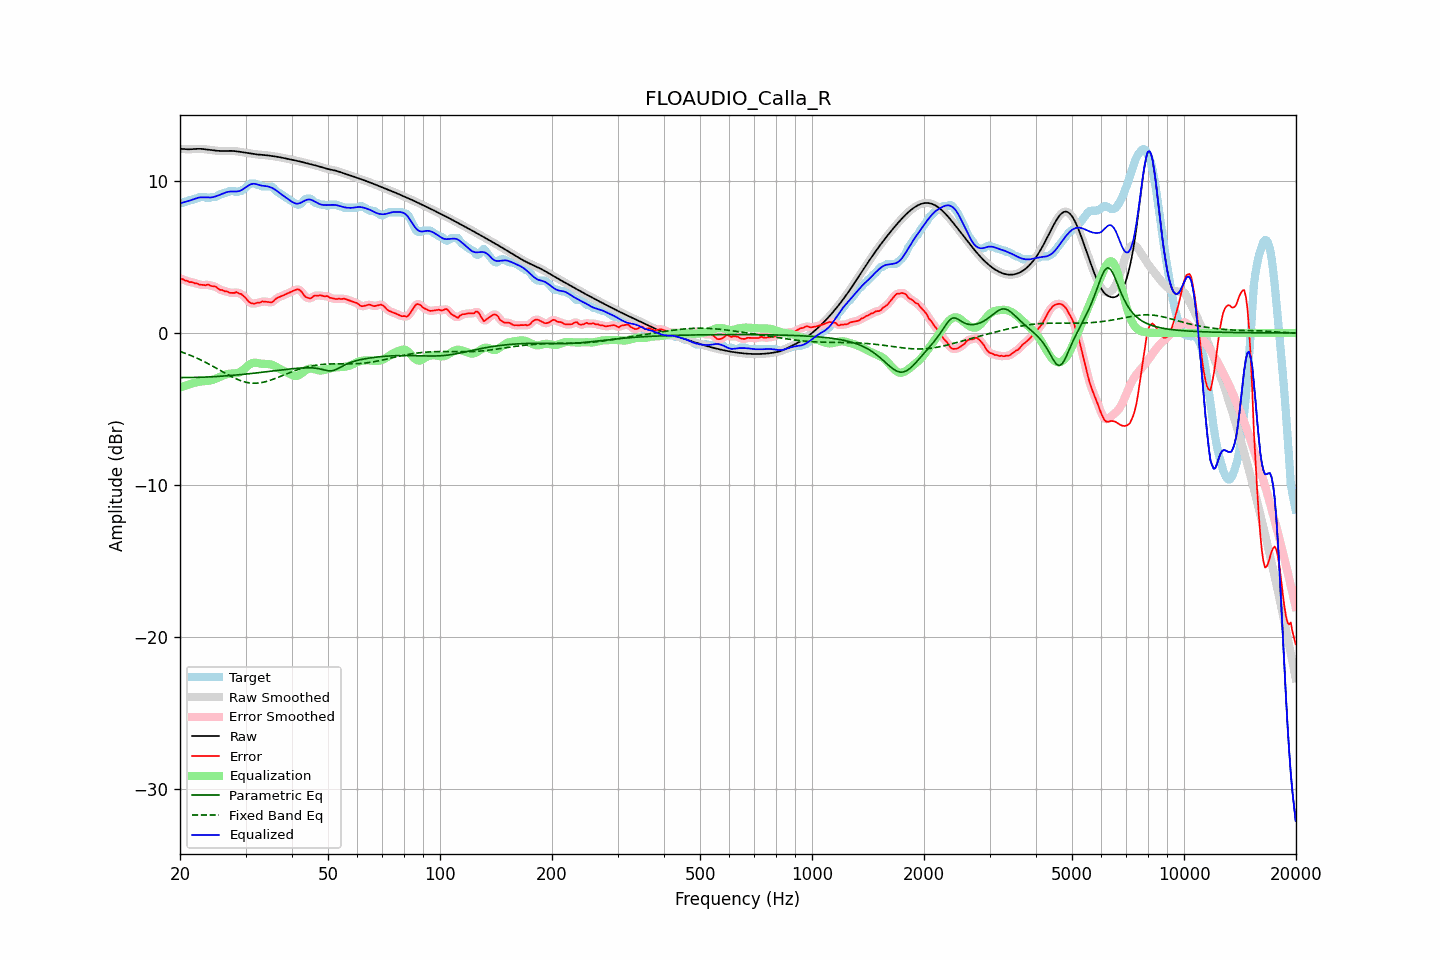 FLOAUDIO_Calla_R
10
0
−10
−20
−30
Amplitude (dBr)
Target
Raw Smoothed
Error Smoothed
Raw
Error
Equalization
Parametric Eq
Fixed Band Eq
Equalized
20 50 100 200 500 1000 2000 5000 10000 20000
Frequency (Hz)